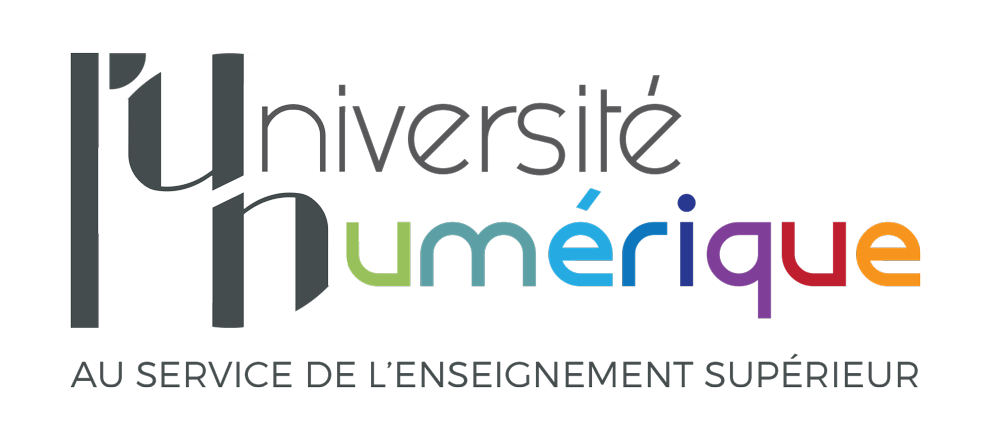 l'Université
numérique
AU SERVICE DE L'ENSEIGNEMENT SUPÉRIEUR